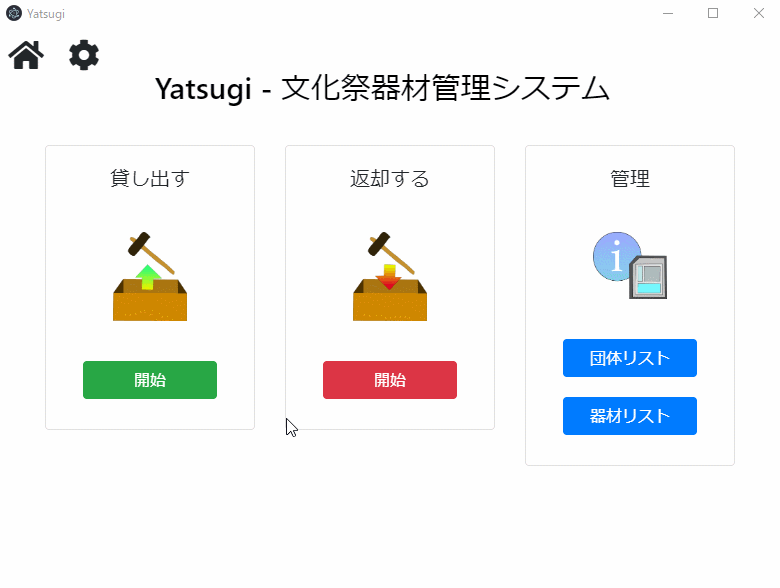 Yatsugi
Yatsugi - 文化祭器材管理システム
貸し出す
開始
返却する
開始
管理
i
団体リスト
器材リスト